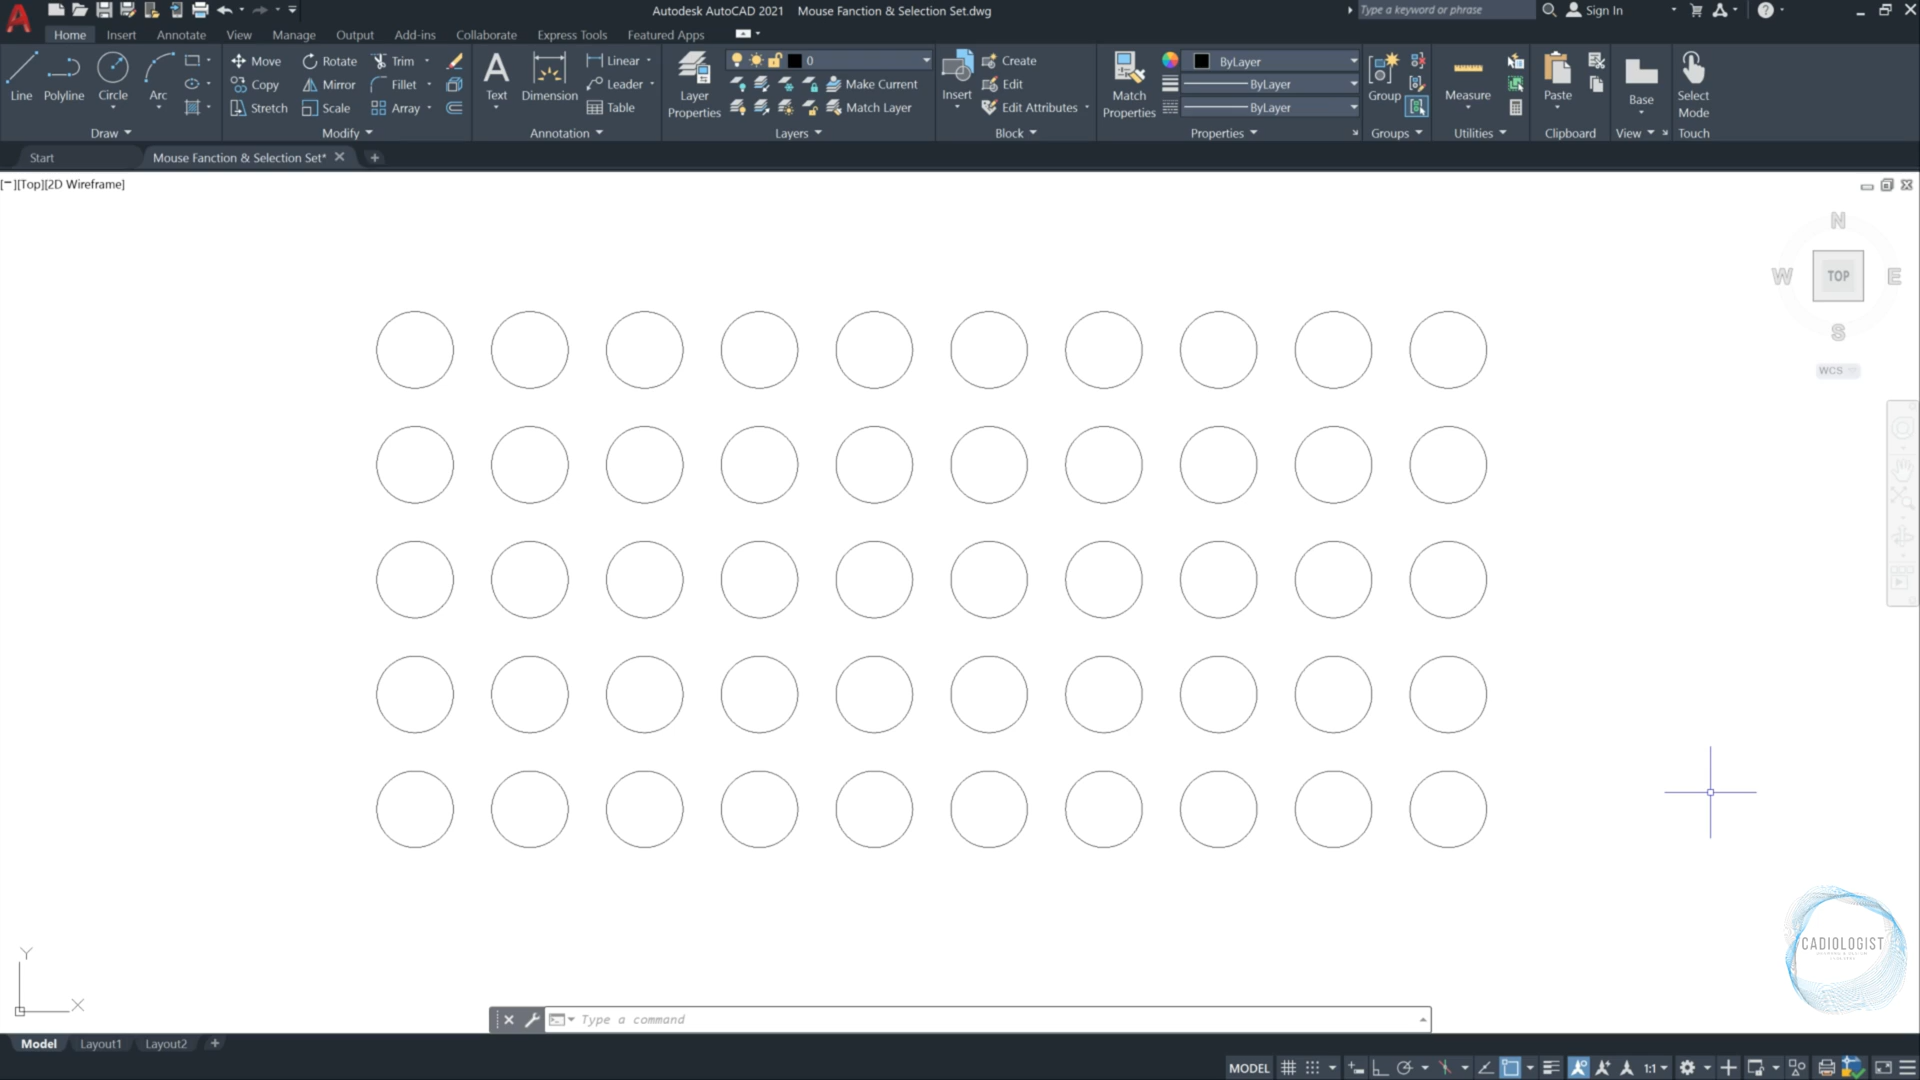 Autodesk AutoCAD 2021 Mouse Fanction & Selection Set.dwg
Type a keyword or phrase
Sign In
Home Insert Annotate View Manage Output Add-ins Collaborate Express Tools Featured Apps
Line Polyline Circle Arc
Draw
Move Rotate Trim
Copy Mirror Fillet
Stretch Scale Array
Modify
Text Dimension
Linear
Leader
Table
Annotation
Layer
Properties
0
Make Current
Match Layer
Layers
Insert
Create
Edit
Edit Attributes
Block
Match
Properties
ByLayer
ByLayer
ByLayer
Properties
Group
Groups
Measure
Utilities
Paste
Clipboard
Base
View
Select
Mode
Touch
Start Mouse Fanction & Selection Set*
[−][Top][2D Wireframe]
N
W TOP E
S
WCS
CADIOLOGIST
Y
X
Type a command
Model Layout1 Layout2
MODEL 1:1